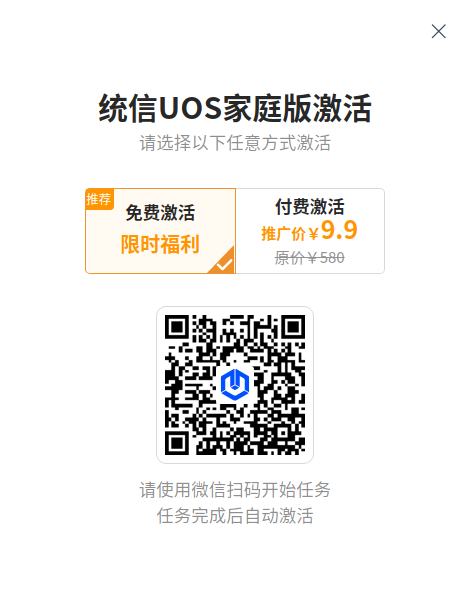 统信UOS家庭版激活
请选择以下任意方式激活
推荐
免费激活
限时福利
付费激活
推广价￥9.9
原价￥580
请使用微信扫码开始任务
任务完成后自动激活